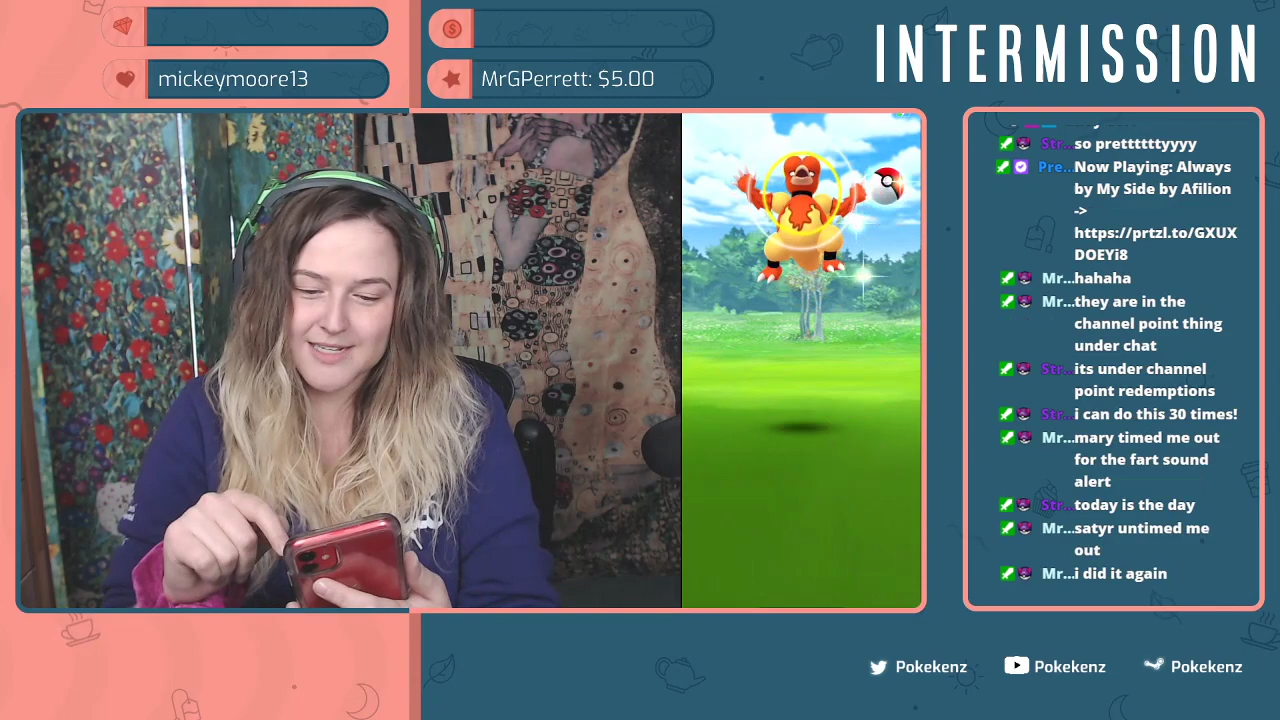 mickeymoore13
MrGPerrett: $5.00
INTERMISSION
Str... so prettttttyyyy
Pre... Now Playing: Always
by My Side by Afilion
->
https://prtzl.to/GXUX
DOEYi8
Mr... hahaha
Mr... they are in the
channel point thing
under chat
Str... its under channel
point redemptions
Str... i can do this 30 times!
Mr... mary timed me out
for the fart sound
alert
Str... today is the day
Mr... satyr untimed me
out
Mr... i did it again
Pokekenz
Pokekenz
Pokekenz